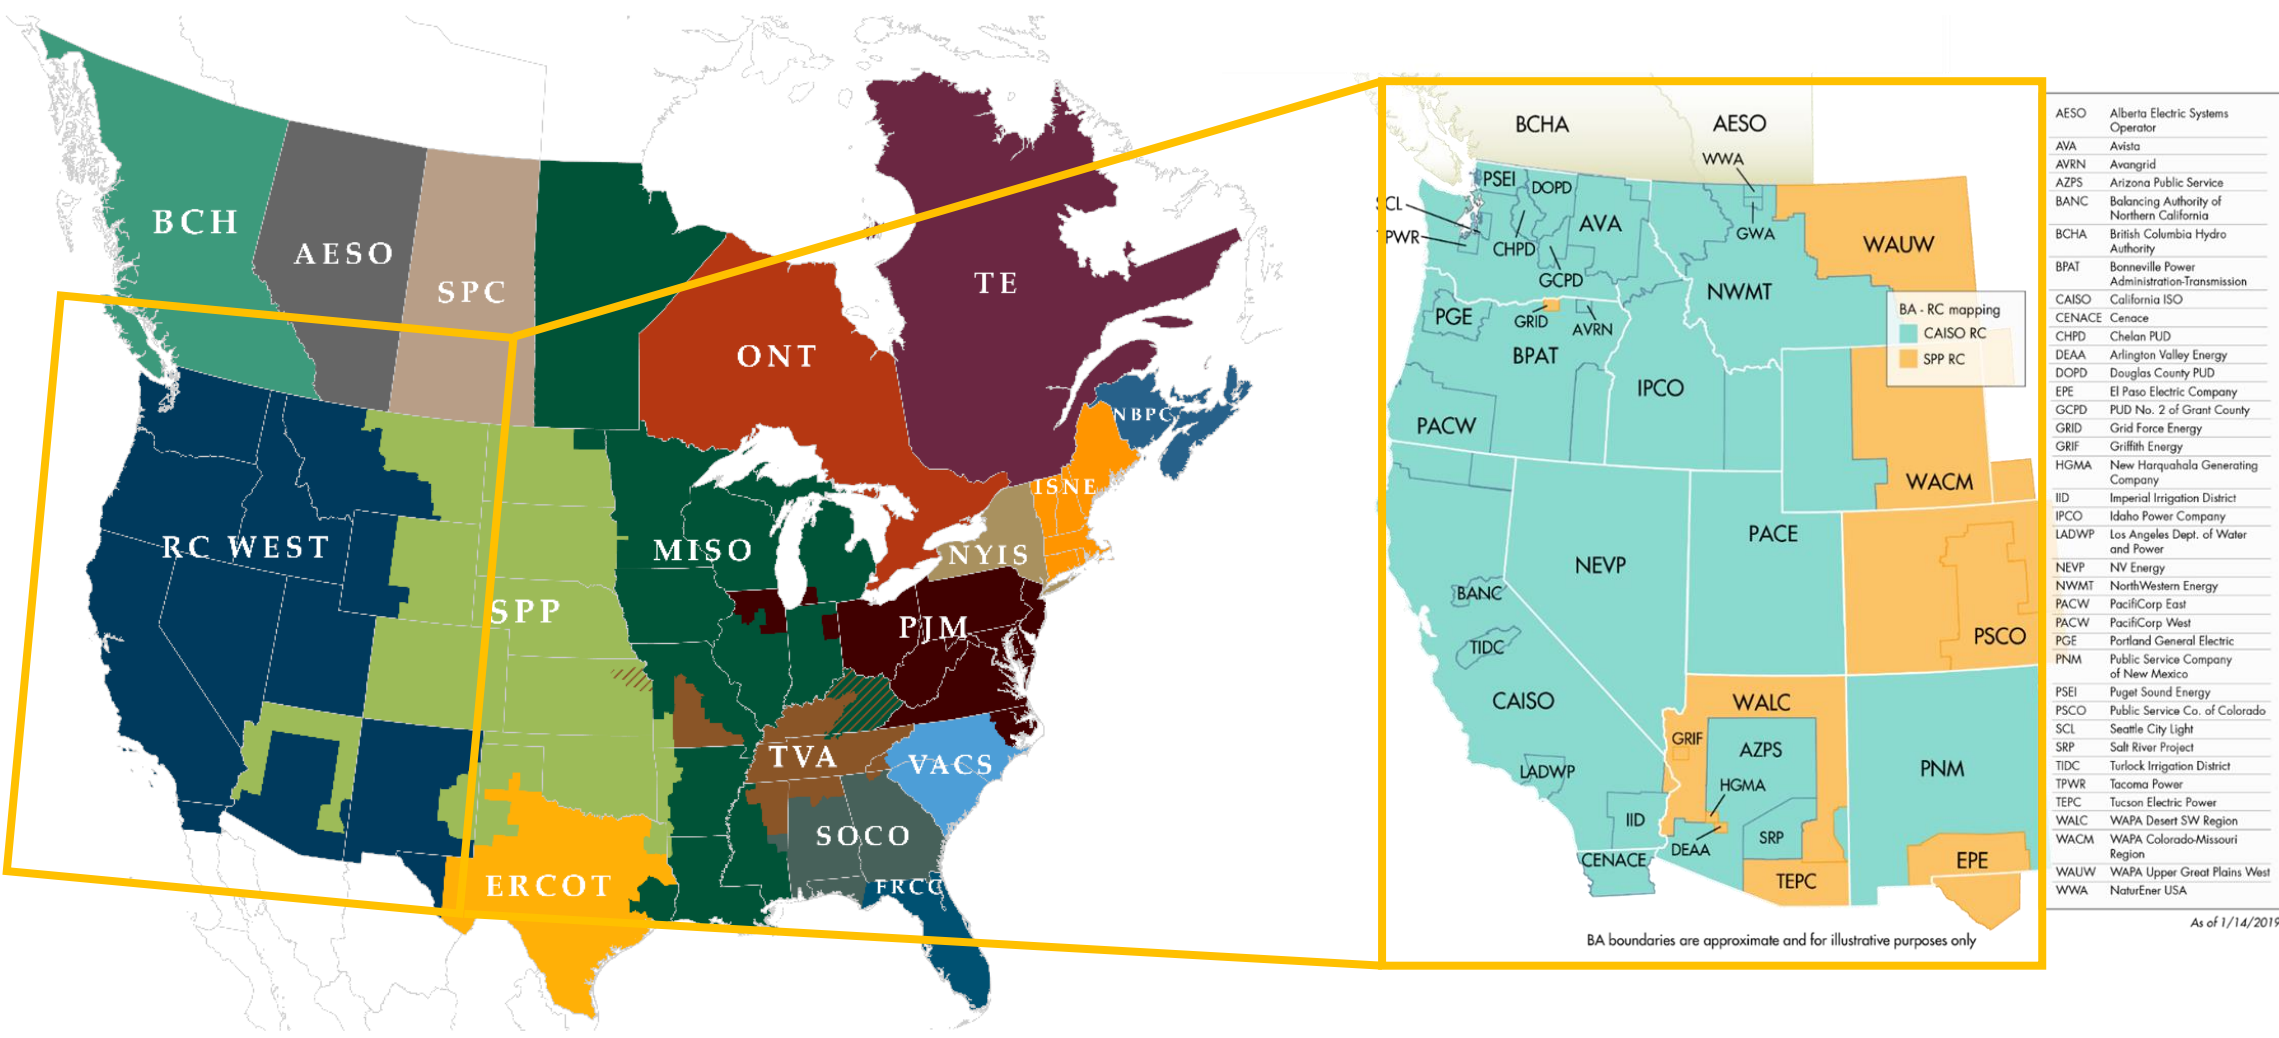 BCH
AESO
SPC
ONT
TE
NBPC
ISNE
NYIS
RC WEST
MISO
SPP
PJM
TVA
VACS
SOCO
ERCOT
FRCC
BCHA
AESO
WWA
PSEI
DOPD
AVA
CL
PWR
CHPD
GCPD
GWA
WAUW
NWMT
PGE
GRID
AVRN
BPAT
IPCO
PACW
BA - RC mapping
CAISO RC
SPP RC
WACM
PACE
NEVP
BANC
TIDC
PSCO
CAISO
WALC
GRIF
AZPS
HGMA
LADWP
PNM
IID
SRP
DEAA
CENACE
TEPC
EPE
BA boundaries are approximate and for illustrative purposes only
AESO Alberta Electric Systems
Operator
AVA Avista
AVRN Avangrid
AZPS Arizona Public Service
BANC Balancing Authority of
Northern California
BCHA British Columbia Hydro
Authority
BPAT Bonneville Power
Administration-Transmission
CAISO California ISO
CENACE Cenace
CHPD Chelan PUD
DEAA Arlington Valley Energy
DOPD Douglas County PUD
EPE El Paso Electric Company
GCPD PUD No. 2 of Grant County
GRID Grid Force Energy
GRIF Griffith Energy
HGMA New Harquahala Generating
Company
IID Imperial Irrigation District
IPCO Idaho Power Company
LADWP Los Angeles Dept. of Water
and Power
NEVP NV Energy
NWMT NorthWestern Energy
PACW PacifiCorp East
PACW PacifiCorp West
PGE Portland General Electric
PNM Public Service Company
of New Mexico
PSEI Puget Sound Energy
PSCO Public Service Co. of Colorado
SCL Seattle City Light
SRP Salt River Project
TIDC Turlock Irrigation District
TPWR Tacoma Power
TEPC Tucson Electric Power
WALC WAPA Desert SW Region
WACM WAPA Colorado-Missouri
Region
WAUW WAPA Upper Great Plains West
WWA NaturEner USA
As of 1/14/2019